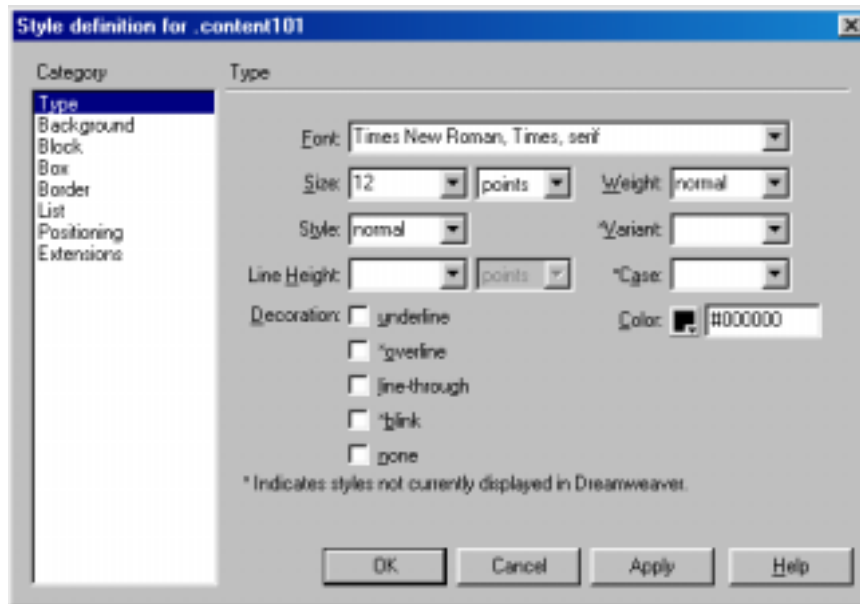 Style definition for .content101
Category
Type
Background
Block
Box
Border
List
Positioning
Extensions
Type
Font: Times New Roman, Times, serif
Size: 12 points Weight: normal
Style: normal *Variant:
Line Height: points *Case:
Decoration: underline Color: #000000
*overline
line-through
*blink
none
* Indicates styles not currently displayed in Dreamweaver.
OK Cancel Apply Help